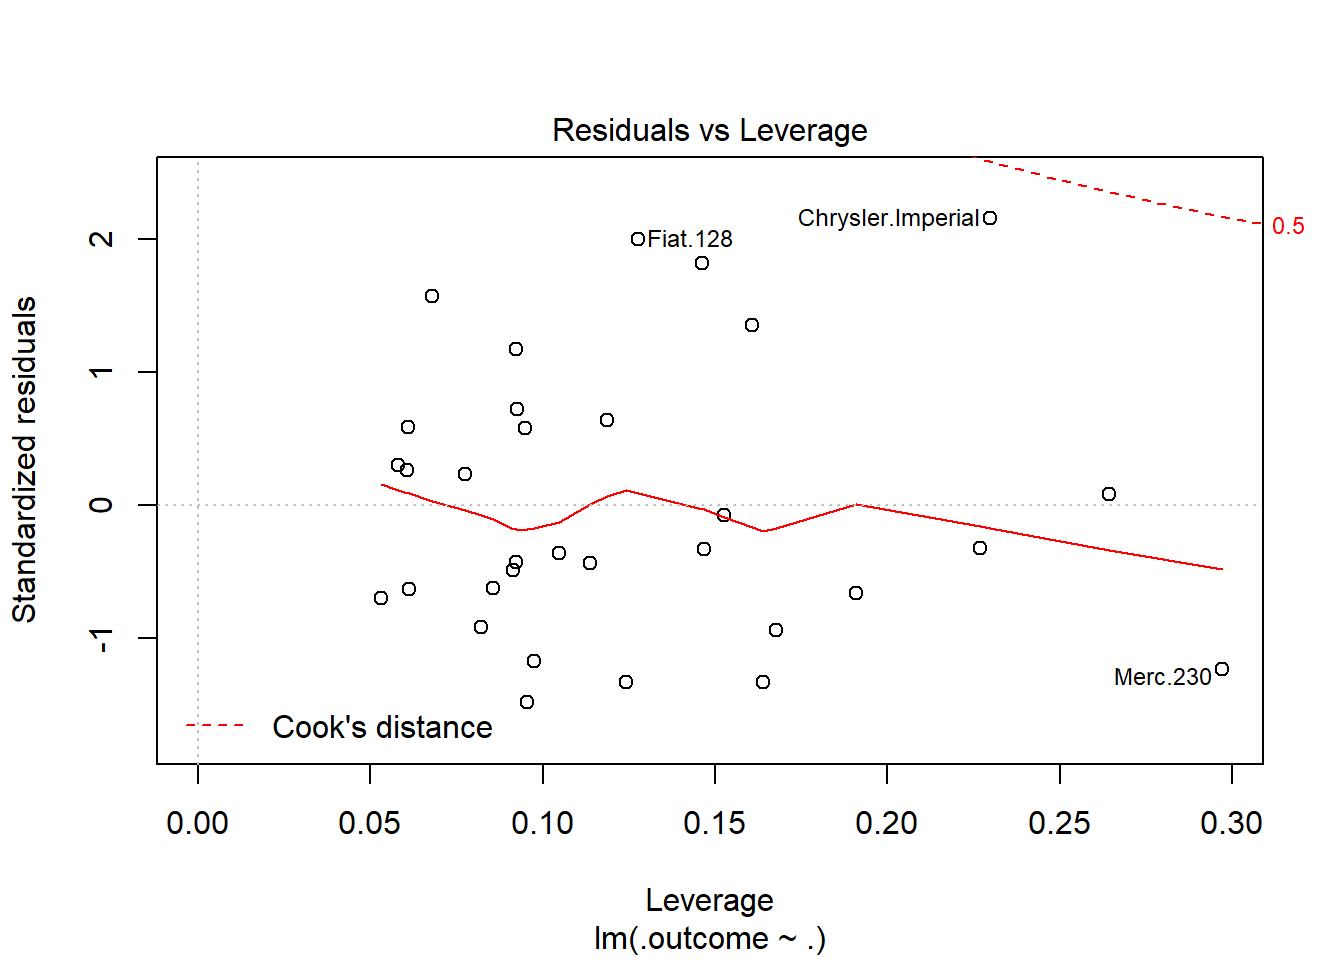 Residuals vs Leverage
Standardized residuals
2
1
0
-1
Chrysler.Imperial
Fiat.128
0.5
Merc.230
Cook's distance
0.00 0.05 0.10 0.15 0.20 0.25 0.30
Leverage
lm(.outcome ~ .)